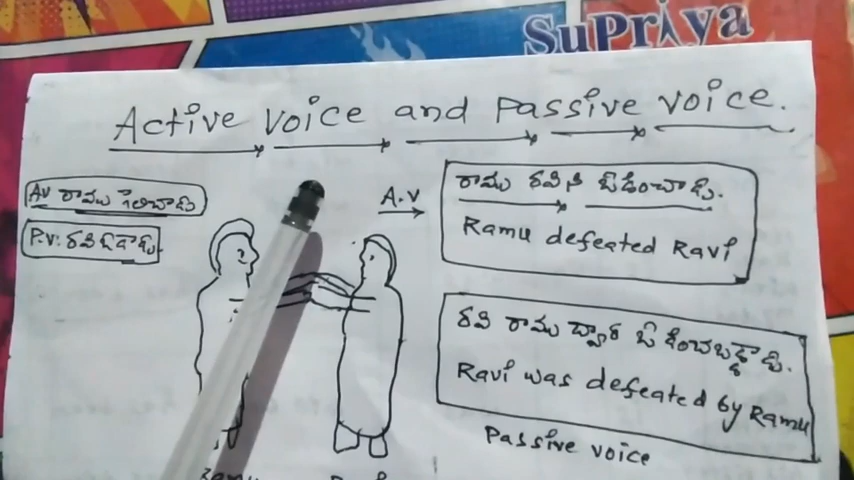 SuPriya
Active Voice and Passive voice.
AV రాము గెలిచాడు
P.V: రవి ఓడాడు
A.V
రాము రవిని ఓడించాడు.
Ramu defeated Ravi
రవి రాము ద్వార ఓడించబడ్డాడు.
Ravi was defeated by Ramu
Passive voice